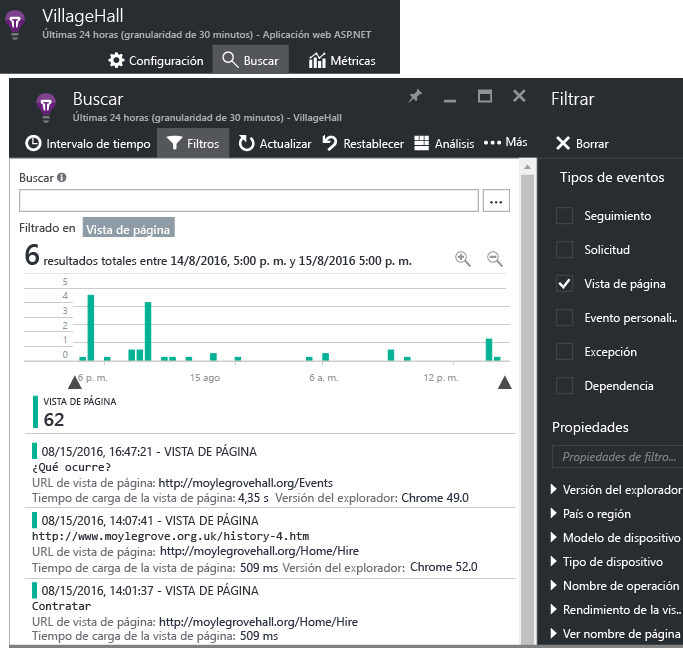 VillageHall
Últimas 24 horas (granularidad de 30 minutos) - Aplicación web ASP.NET
Configuración Buscar Métricas
Buscar
Últimas 24 horas (granularidad de 30 minutos) - VillageHall
Intervalo de tiempo Filtros Actualizar Restablecer Análisis ••• Más
Buscar
...
Filtrado en Vista de página
6 resultados totales entre 14/8/2016, 5:00 p. m. y 15/8/2016 5:00 p. m.
5
4
3
2
1
0
6 p. m. 15 ago 6 a. m. 12 p. m.
VISTA DE PÁGINA
62
08/15/2016, 16:47:21 - VISTA DE PÁGINA
¿Qué ocurre?
URL de vista de página: http://moylegrovehall.org/Events
Tiempo de carga de la vista de página: 4,35 s Versión del explorador: Chrome 49.0
08/15/2016, 14:07:41 - VISTA DE PÁGINA
http://www.moylegrove.org.uk/history-4.htm
URL de vista de página: http://moylegrovehall.org/Home/Hire
Tiempo de carga de la vista de página: 509 ms Versión del explorador: Chrome 52.0
08/15/2016, 14:01:37 - VISTA DE PÁGINA
Contratar
URL de vista de página: http://moylegrovehall.org/Home/Hire
Tiempo de carga de la vista de página: 509 ms
Filtrar
Borrar
Tipos de eventos
Seguimiento
Solicitud
Vista de página
Evento personali..
Excepción
Dependencia
Propiedades
Propiedades de filtro...
Versión del explorador
País o región
Modelo de dispositivo
Tipo de dispositivo
Nombre de operación
Rendimiento de la vis..
Ver nombre de página